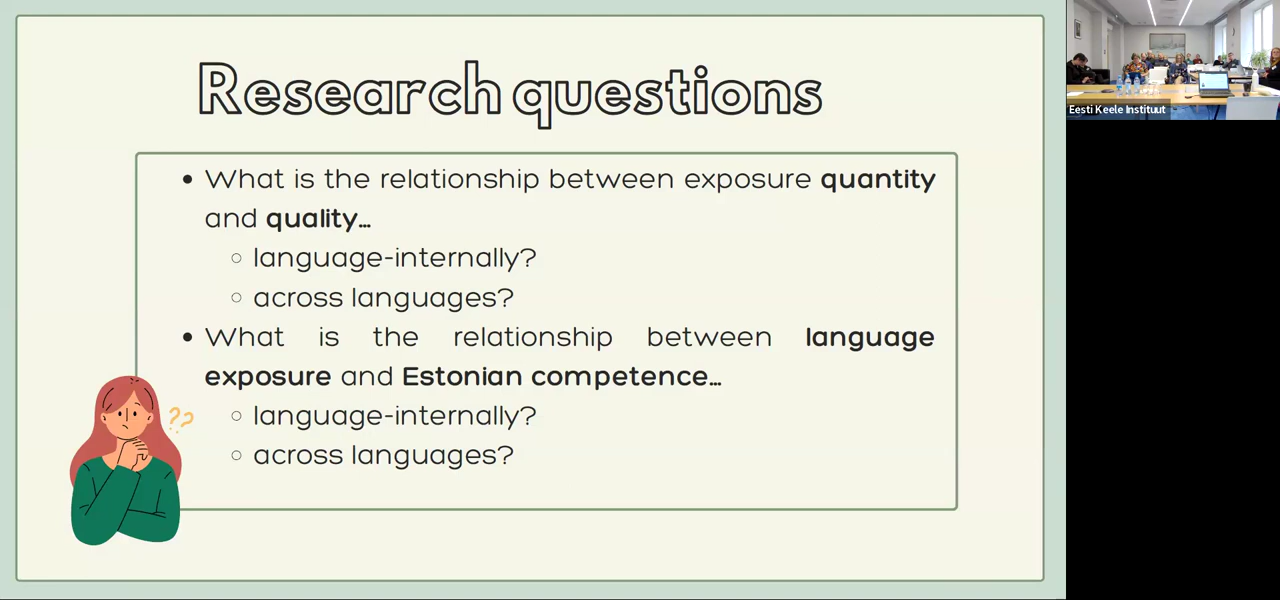 Research questions
• What is the relationship between exposure quantity
and quality...
○ language-internally?
○ across languages?
• What is the relationship between language
exposure and Estonian competence...
○ language-internally?
○ across languages?
??
Eesti Keele Instituut